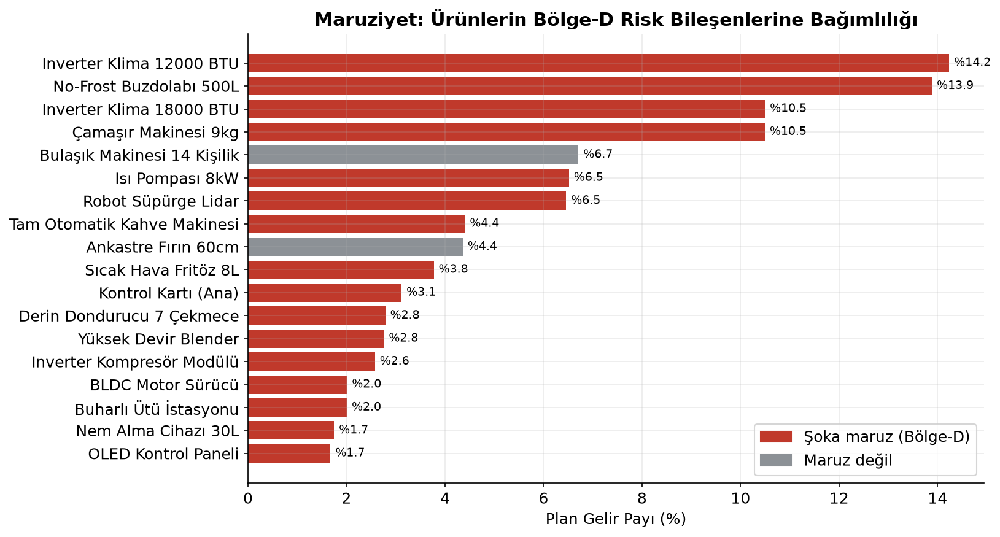 Maruziyet: Ürünlerin Bölge-D Risk Bileşenlerine Bağımlılığı
Inverter Klima 12000 BTU %14.2
No-Frost Buzdolabı 500L %13.9
Inverter Klima 18000 BTU %10.5
Çamaşır Makinesi 9kg %10.5
Bulaşık Makinesi 14 Kişilik %6.7
Isı Pompası 8kW %6.5
Robot Süpürge Lidar %6.5
Tam Otomatik Kahve Makinesi %4.4
Ankastre Fırın 60cm %4.4
Sıcak Hava Fritöz 8L %3.8
Kontrol Kartı (Ana) %3.1
Derin Dondurucu 7 Çekmece %2.8
Yüksek Devir Blender %2.8
Inverter Kompresör Modülü %2.6
BLDC Motor Sürücü %2.0
Buharlı Ütü İstasyonu %2.0
Nem Alma Cihazı 30L %1.7
OLED Kontrol Paneli %1.7
Şoka maruz (Bölge-D)
Maruz değil
0 2 4 6 8 10 12 14
Plan Gelir Payı (%)